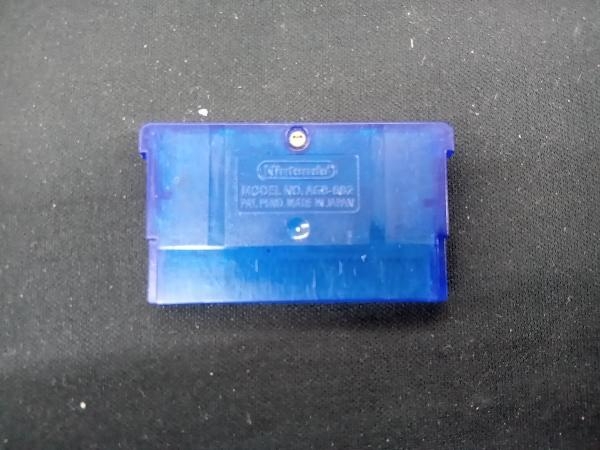 Nintendo
MODEL NO. AGB-002
PAT. PEND. MADE IN JAPAN